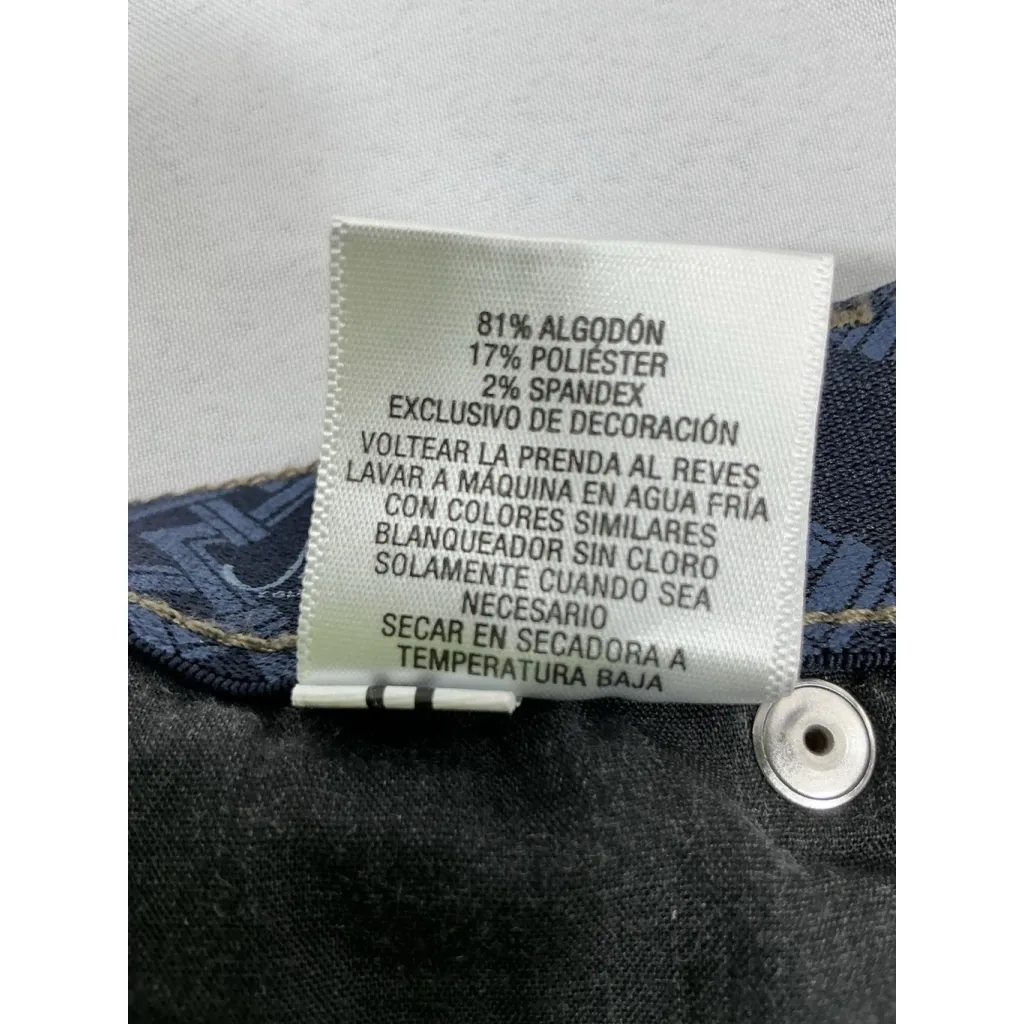 81% ALGODÓN
17% POLIÉSTER
2% SPANDEX
EXCLUSIVO DE DECORACIÓN
VOLTEAR LA PRENDA AL REVES
LAVAR A MÁQUINA EN AGUA FRÍA
CON COLORES SIMILARES
BLANQUEADOR SIN CLORO
SOLAMENTE CUANDO SEA
NECESARIO
SECAR EN SECADORA A
TEMPERATURA BAJA